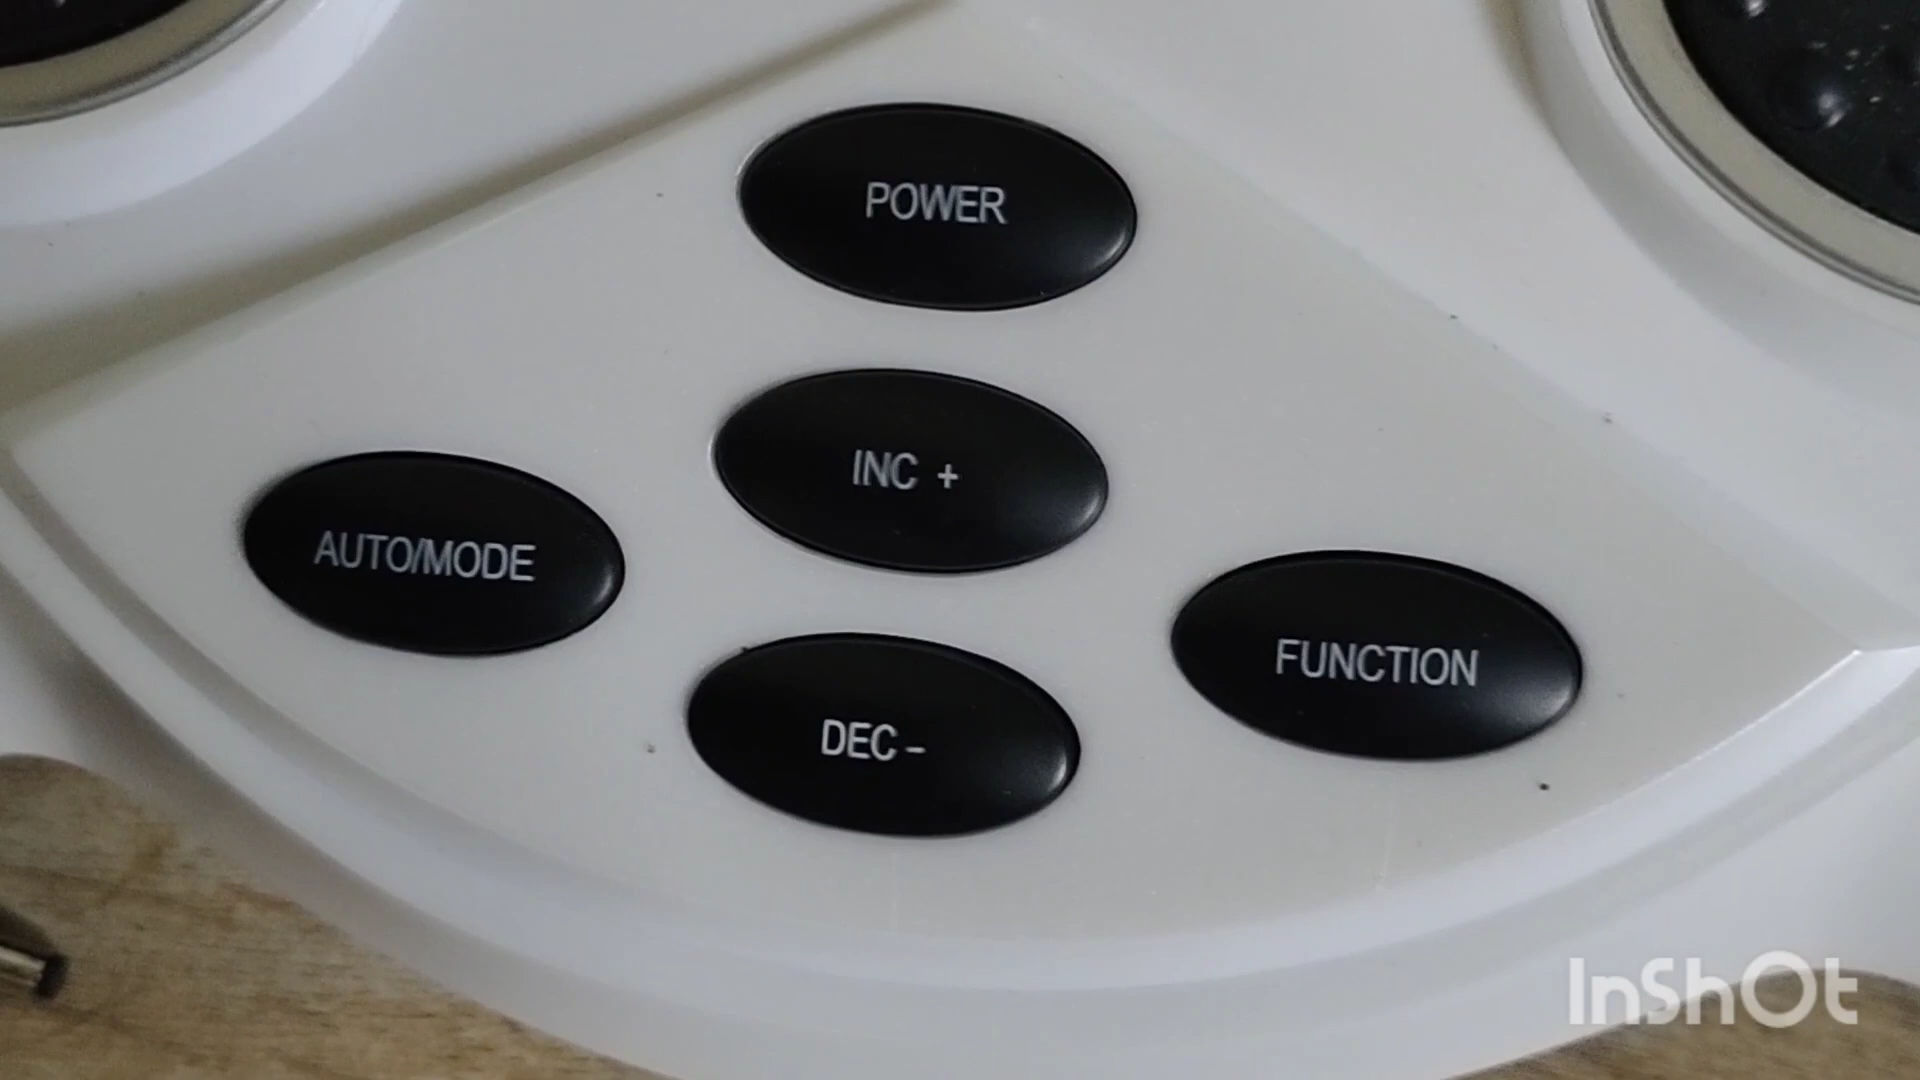 POWER
INC +
AUTO/MODE
FUNCTION
DEC -
InShOt